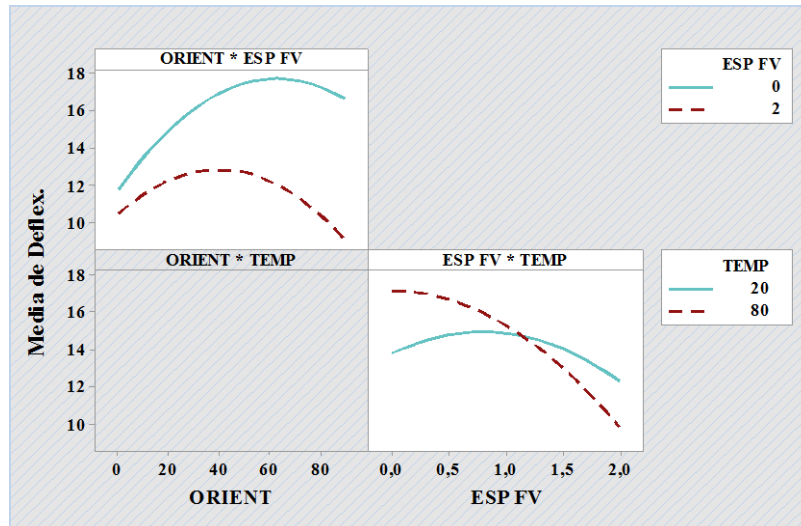 ORIENT * ESP FV
ESP FV
0
2
18
16
14
12
10
Media de Deflex.
ORIENT * TEMP
ESP FV * TEMP
TEMP
20
80
18
16
14
12
10
0 20 40 60 80
0,0 0,5 1,0 1,5 2,0
ORIENT
ESP FV